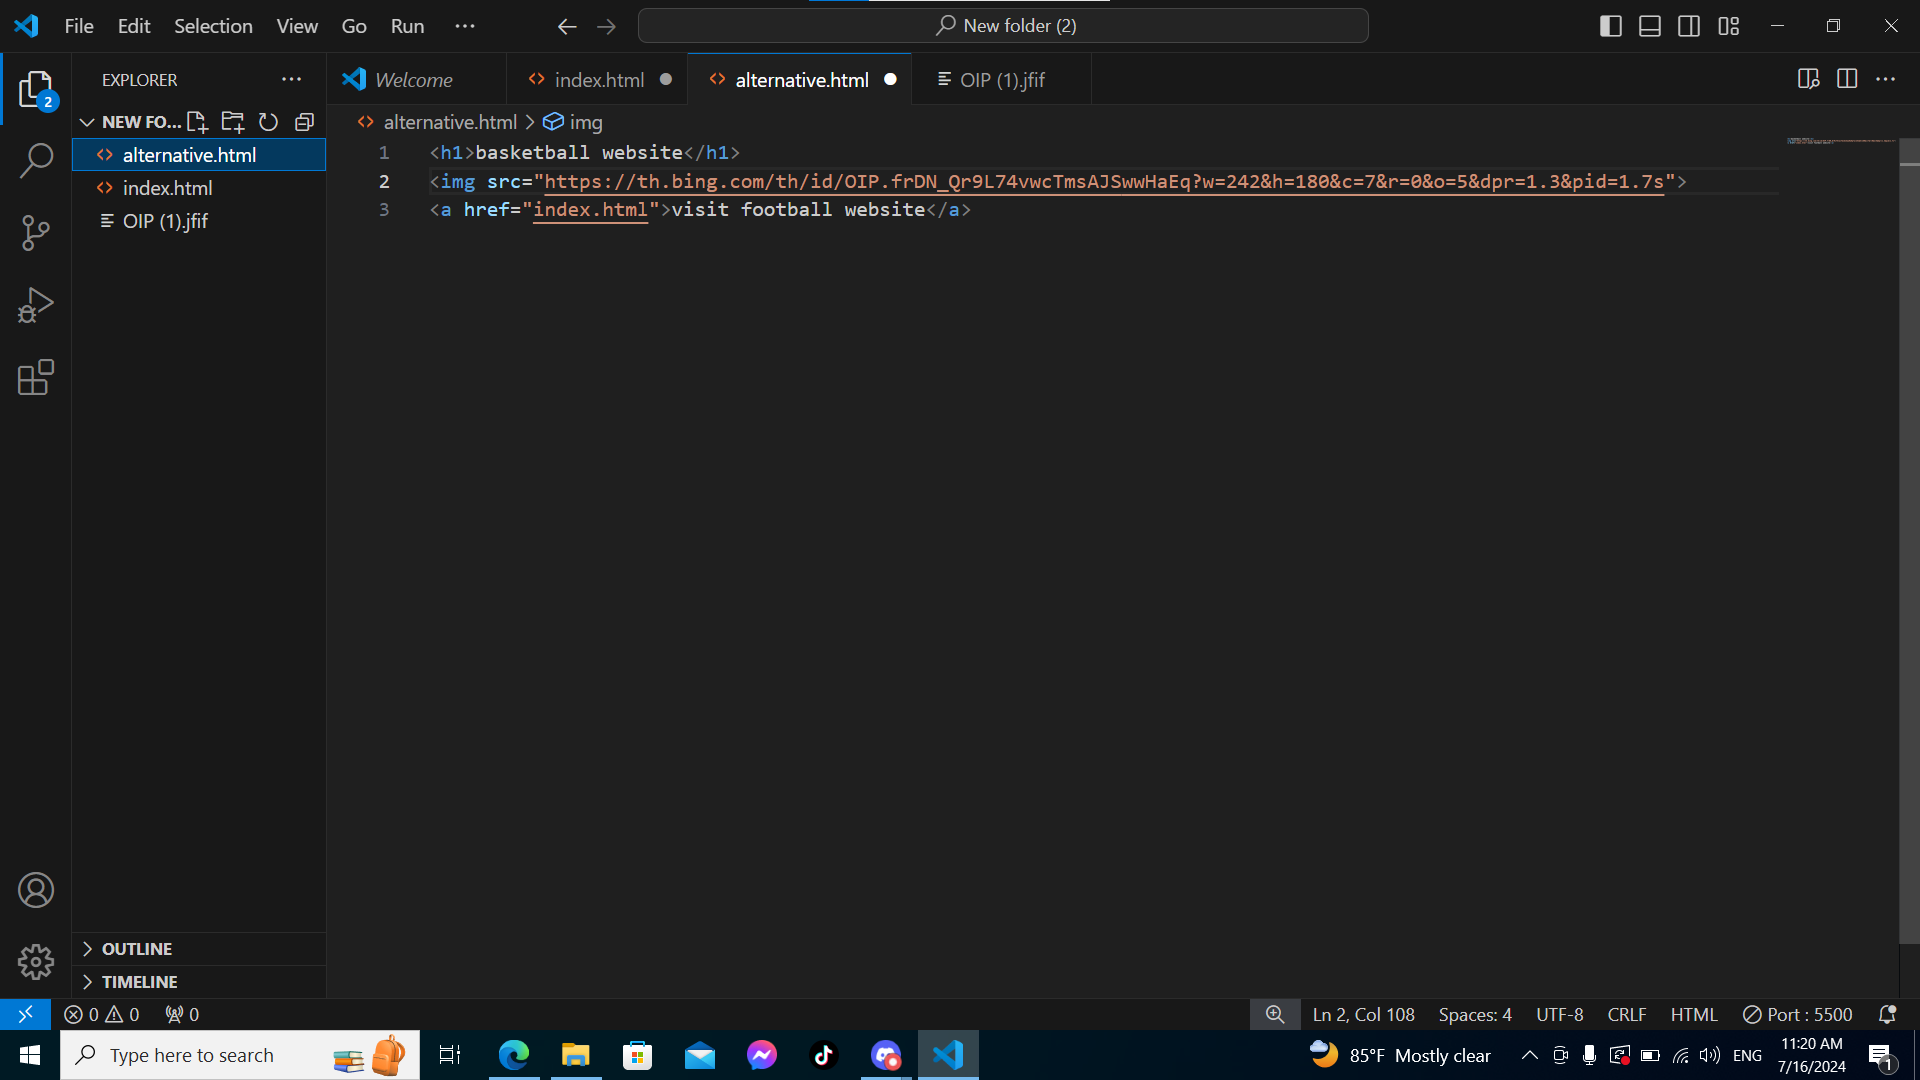 File Edit Selection View Go Run ···
New folder (2)
EXPLORER
Welcome
index.html
alternative.html
OIP (1).jfif
NEW FO...
alternative.html > img
alternative.html
index.html
OIP (1).jfif
1 <h1>basketball website</h1>
2 <img src="https://th.bing.com/th/id/OIP.frDN_Qr9L74vwcTmsAJSwwHaEq?w=242&h=180&c=7&r=0&o=5&dpr=1.3&pid=1.7s">
3 <a href="index.html">visit football website</a>
2
OUTLINE
TIMELINE
0 0 0
Ln 2, Col 108 Spaces: 4 UTF-8 CRLF HTML Port : 5500
Type here to search
85°F Mostly clear
ENG
11:20 AM
7/16/2024
1